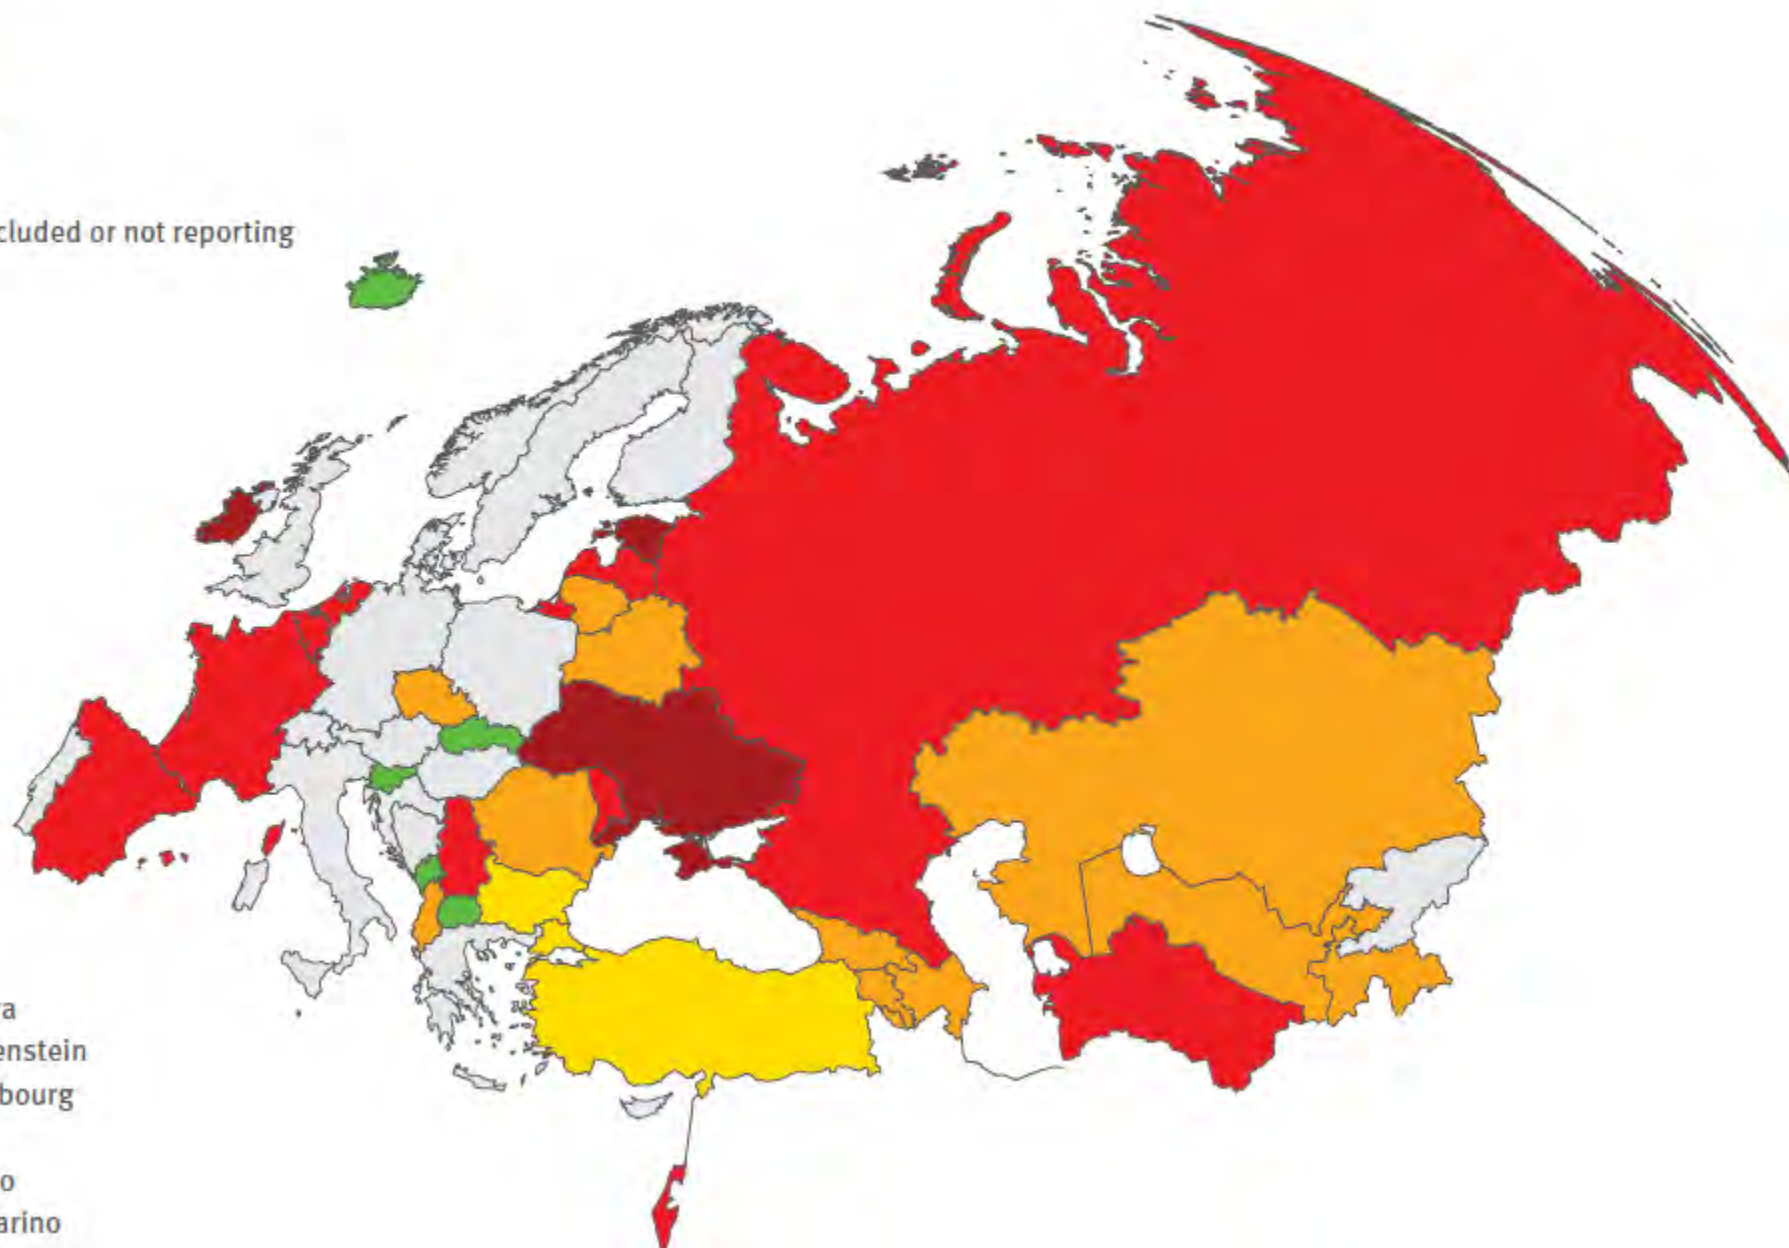 cluded or not reporting
ra
enstein
bourg
o
arino